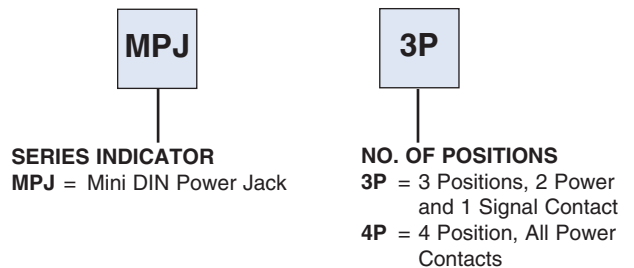 MPJ
3P
SERIES INDICATOR
MPJ = Mini DIN Power Jack
NO. OF POSITIONS
3P = 3 Positions, 2 Power
and 1 Signal Contact
4P = 4 Position, All Power
Contacts